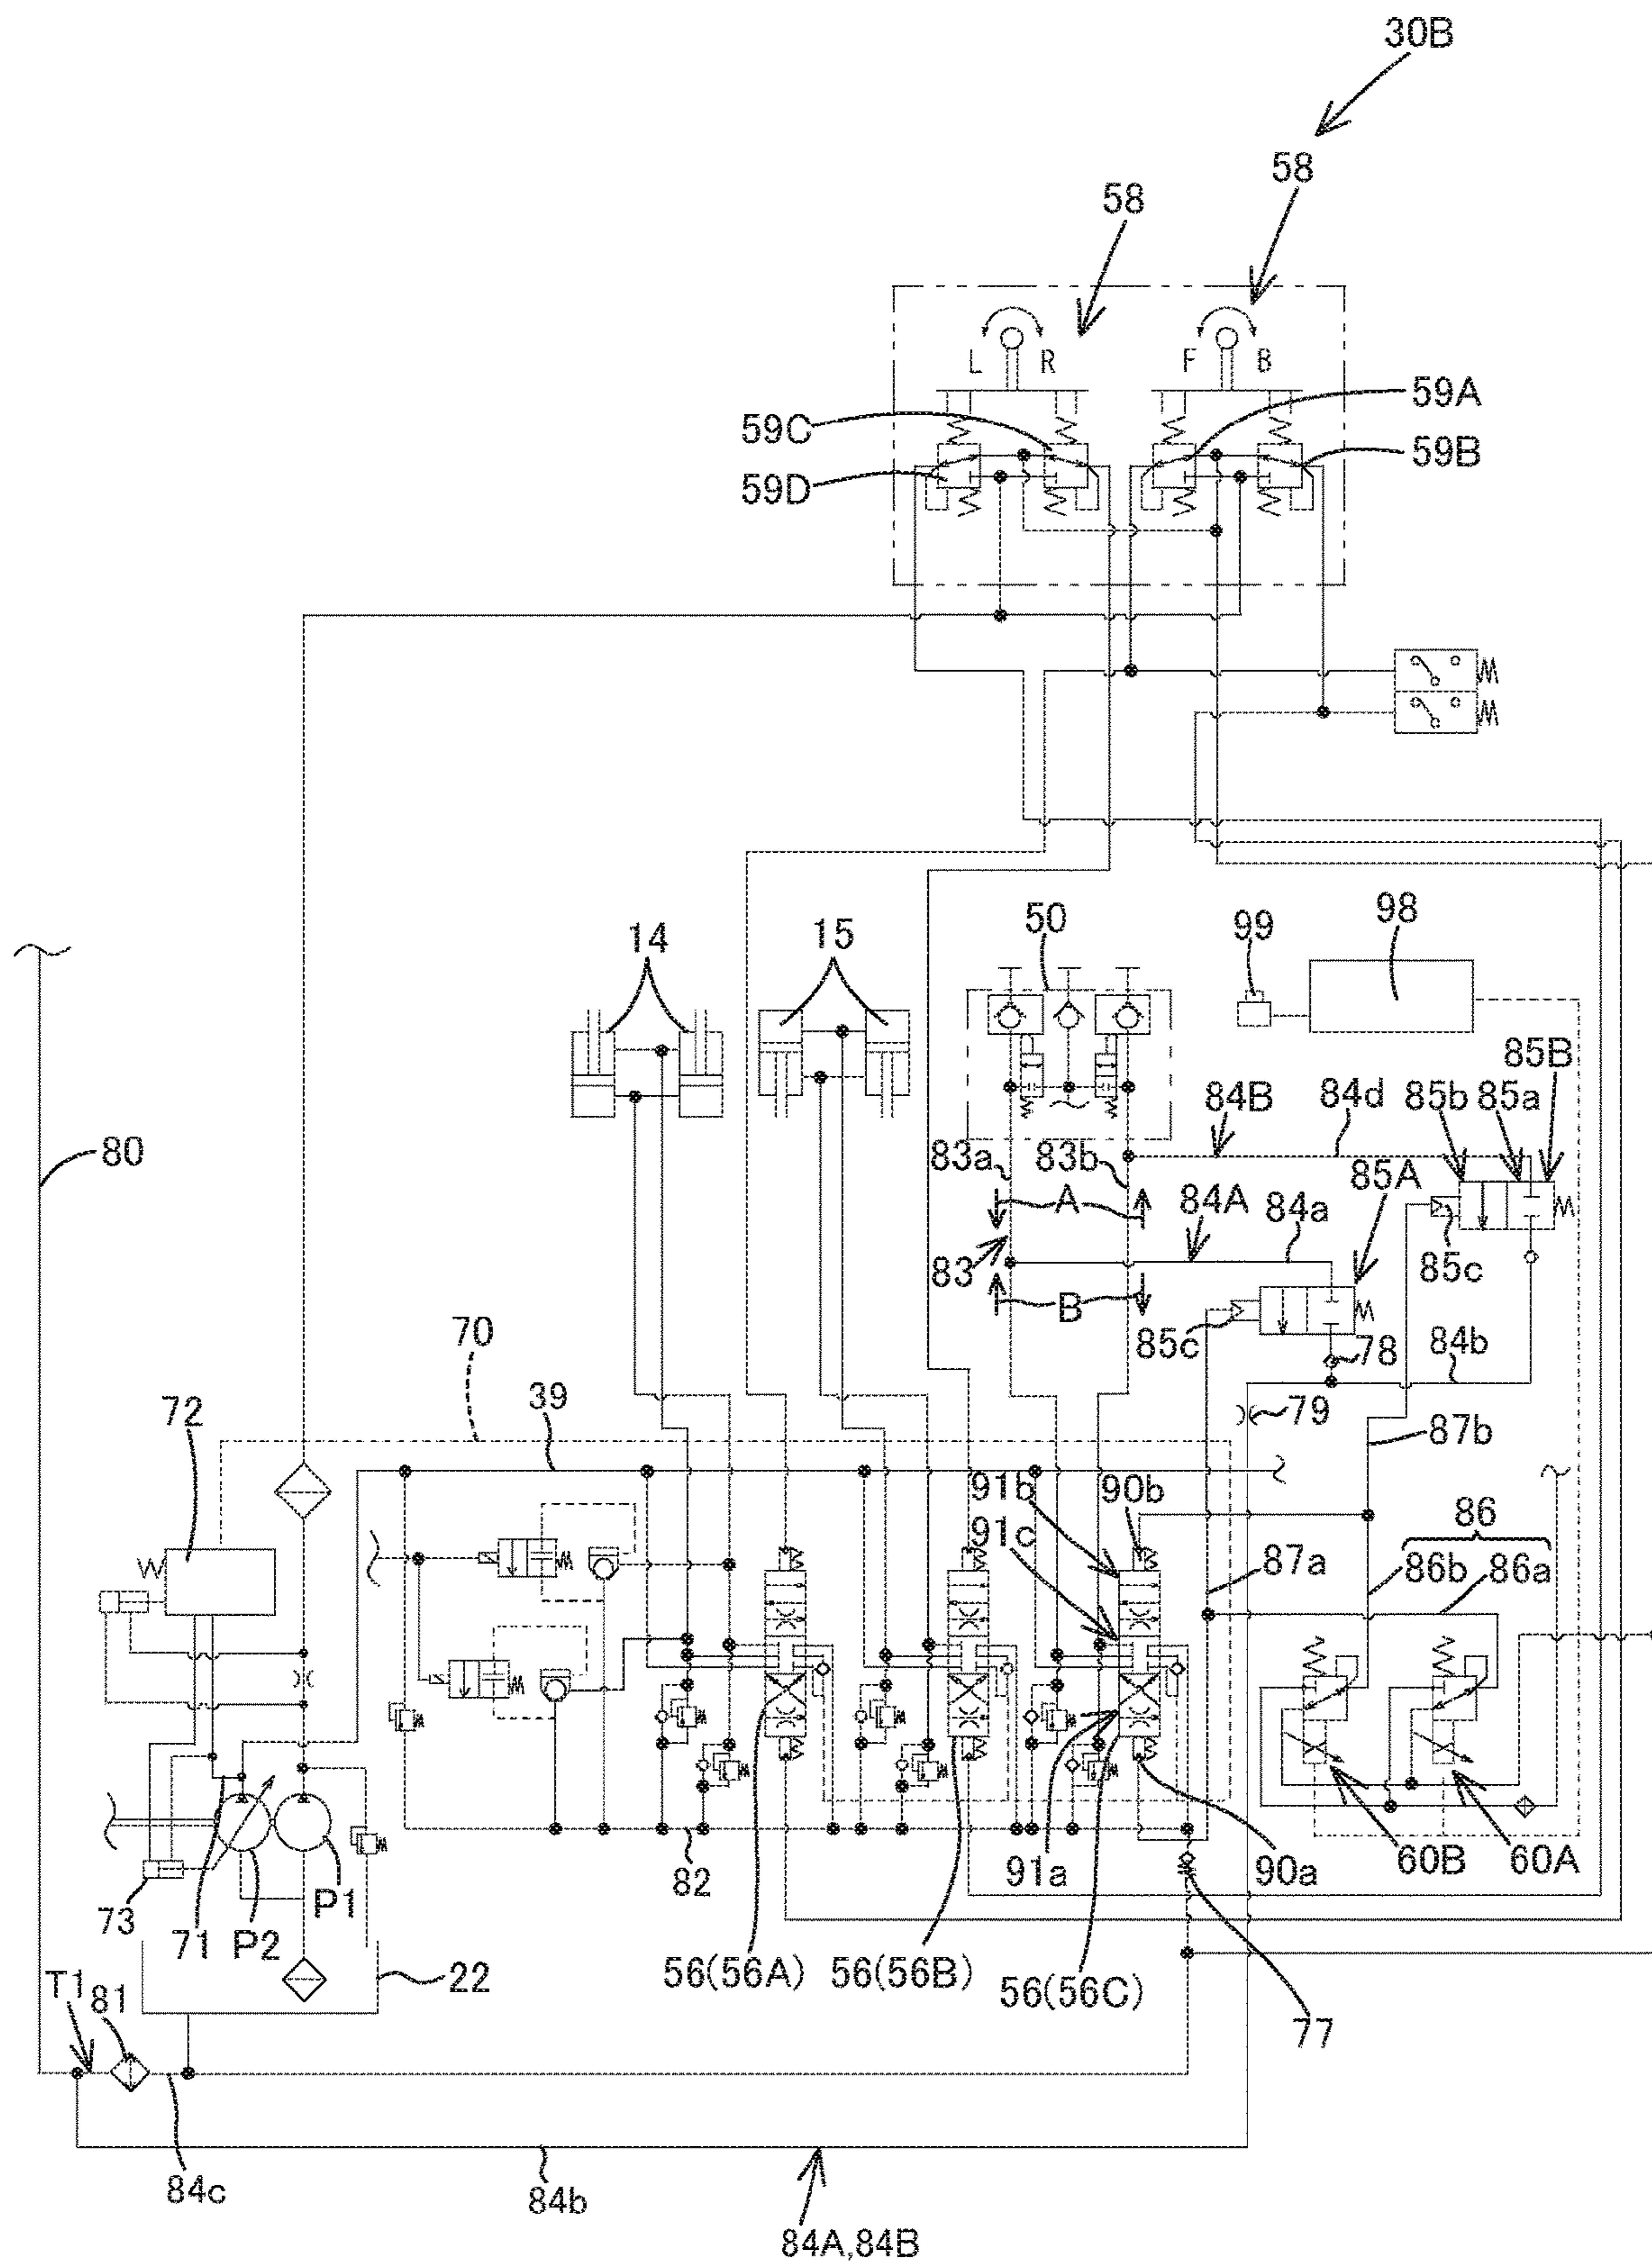 30B
58
58
L R F B
59C
59A
59D
59B
14
15
50
99
98
80
83a
83b
84B
84d
85b
85a
85B
A
84A
84a
85A
83
B
85c
85c
78
84b
70
72
39
79
87b
91b
90b
91c
86
87a
86b
86a
73
71
P2
P1
82
91a
90a
60B
60A
T1
81
22
56(56A)
56(56B)
56(56C)
77
84c
84b
84A,84B